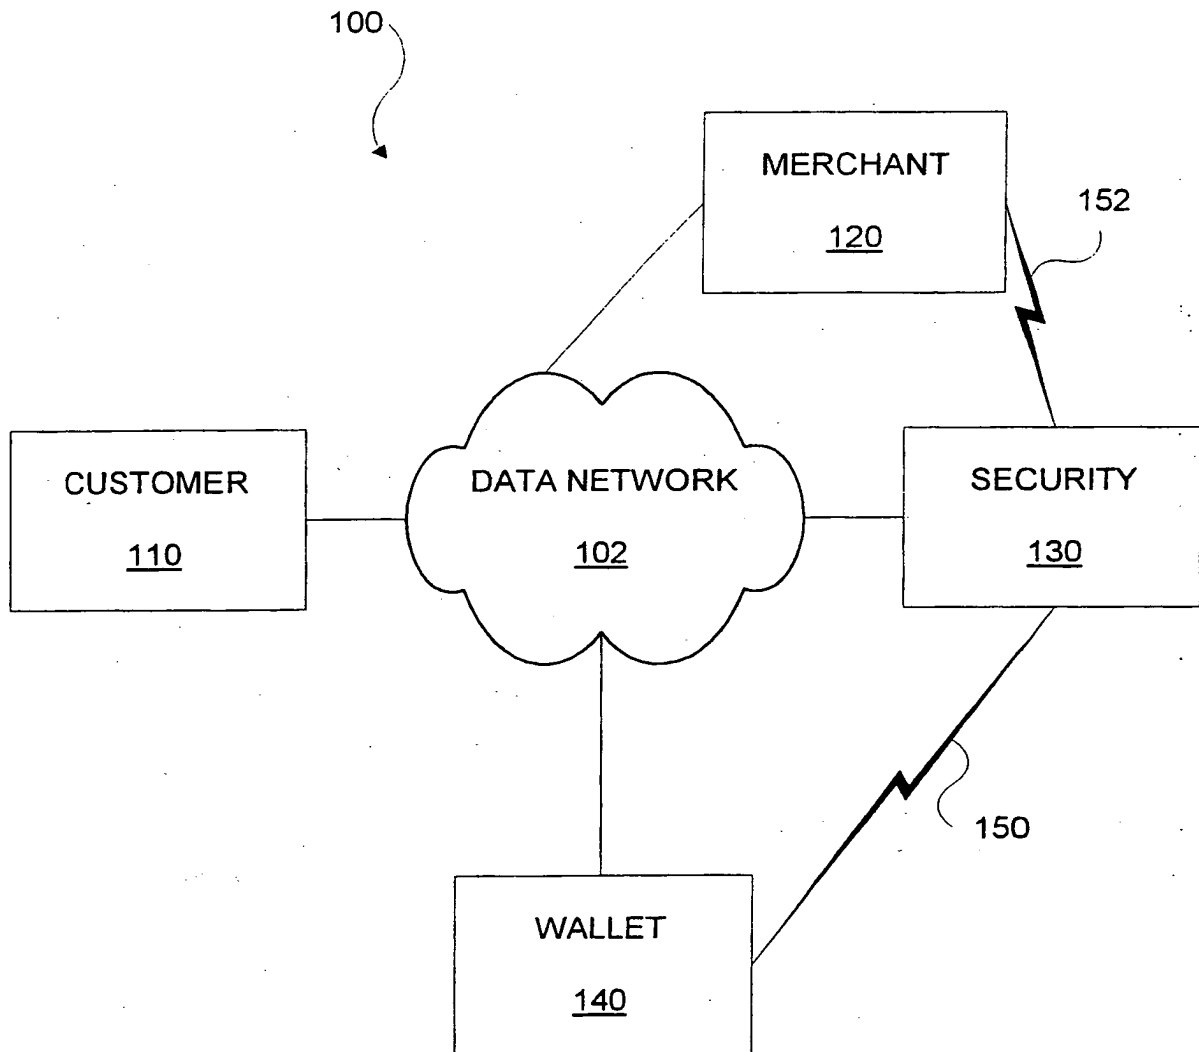 100
MERCHANT
120
152
CUSTOMER
110
DATA NETWORK
102
SECURITY
130
150
WALLET
140